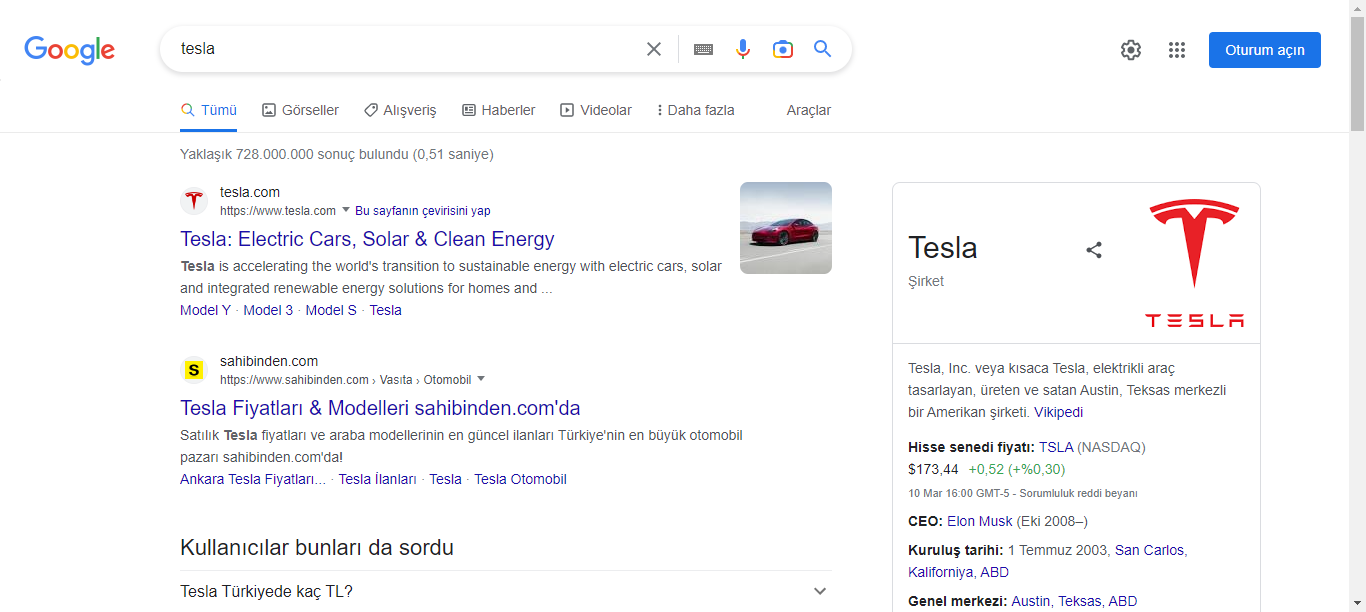 Google
tesla
Oturum açın
Tümü
Görseller
Alışveriş
Haberler
Videolar
Daha fazla
Araçlar
Yaklaşık 728.000.000 sonuç bulundu (0,51 saniye)
tesla.com
https://www.tesla.com Bu sayfanın çevirisini yap
Tesla: Electric Cars, Solar & Clean Energy
Tesla is accelerating the world's transition to sustainable energy with electric cars, solar
and integrated renewable energy solutions for homes and ...
Model Y · Model 3 · Model S · Tesla
S
sahibinden.com
https://www.sahibinden.com › Vasıta › Otomobil
Tesla Fiyatları & Modelleri sahibinden.com'da
Satılık Tesla fiyatları ve araba modellerinin en güncel ilanları Türkiye'nin en büyük otomobil
pazarı sahibinden.com'da!
Ankara Tesla Fiyatları... · Tesla İlanları · Tesla · Tesla Otomobil
Kullanıcılar bunları da sordu
Tesla Türkiyede kaç TL?
Tesla
Şirket
TESLA
Tesla, Inc. veya kısaca Tesla, elektrikli araç
tasarlayan, üreten ve satan Austin, Teksas merkezli
bir Amerikan şirketi. Vikipedi
Hisse senedi fiyatı: TSLA (NASDAQ)
$173,44 +0,52 (+%0,30)
10 Mar 16:00 GMT-5 - Sorumluluk reddi beyanı
CEO: Elon Musk (Eki 2008–)
Kuruluş tarihi: 1 Temmuz 2003, San Carlos,
Kaliforniya, ABD
Genel merkezi: Austin, Teksas, ABD